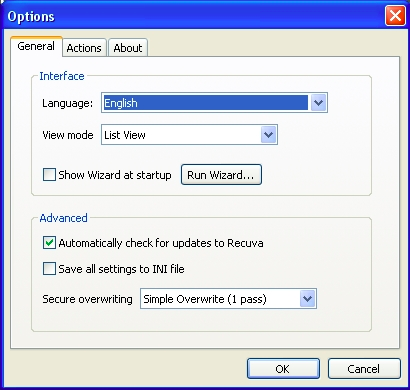 Options
General Actions About
Interface
Language: English
View mode List View
Show Wizard at startup Run Wizard...
Advanced
Automatically check for updates to Recuva
Save all settings to INI file
Secure overwriting Simple Overwrite (1 pass)
OK Cancel